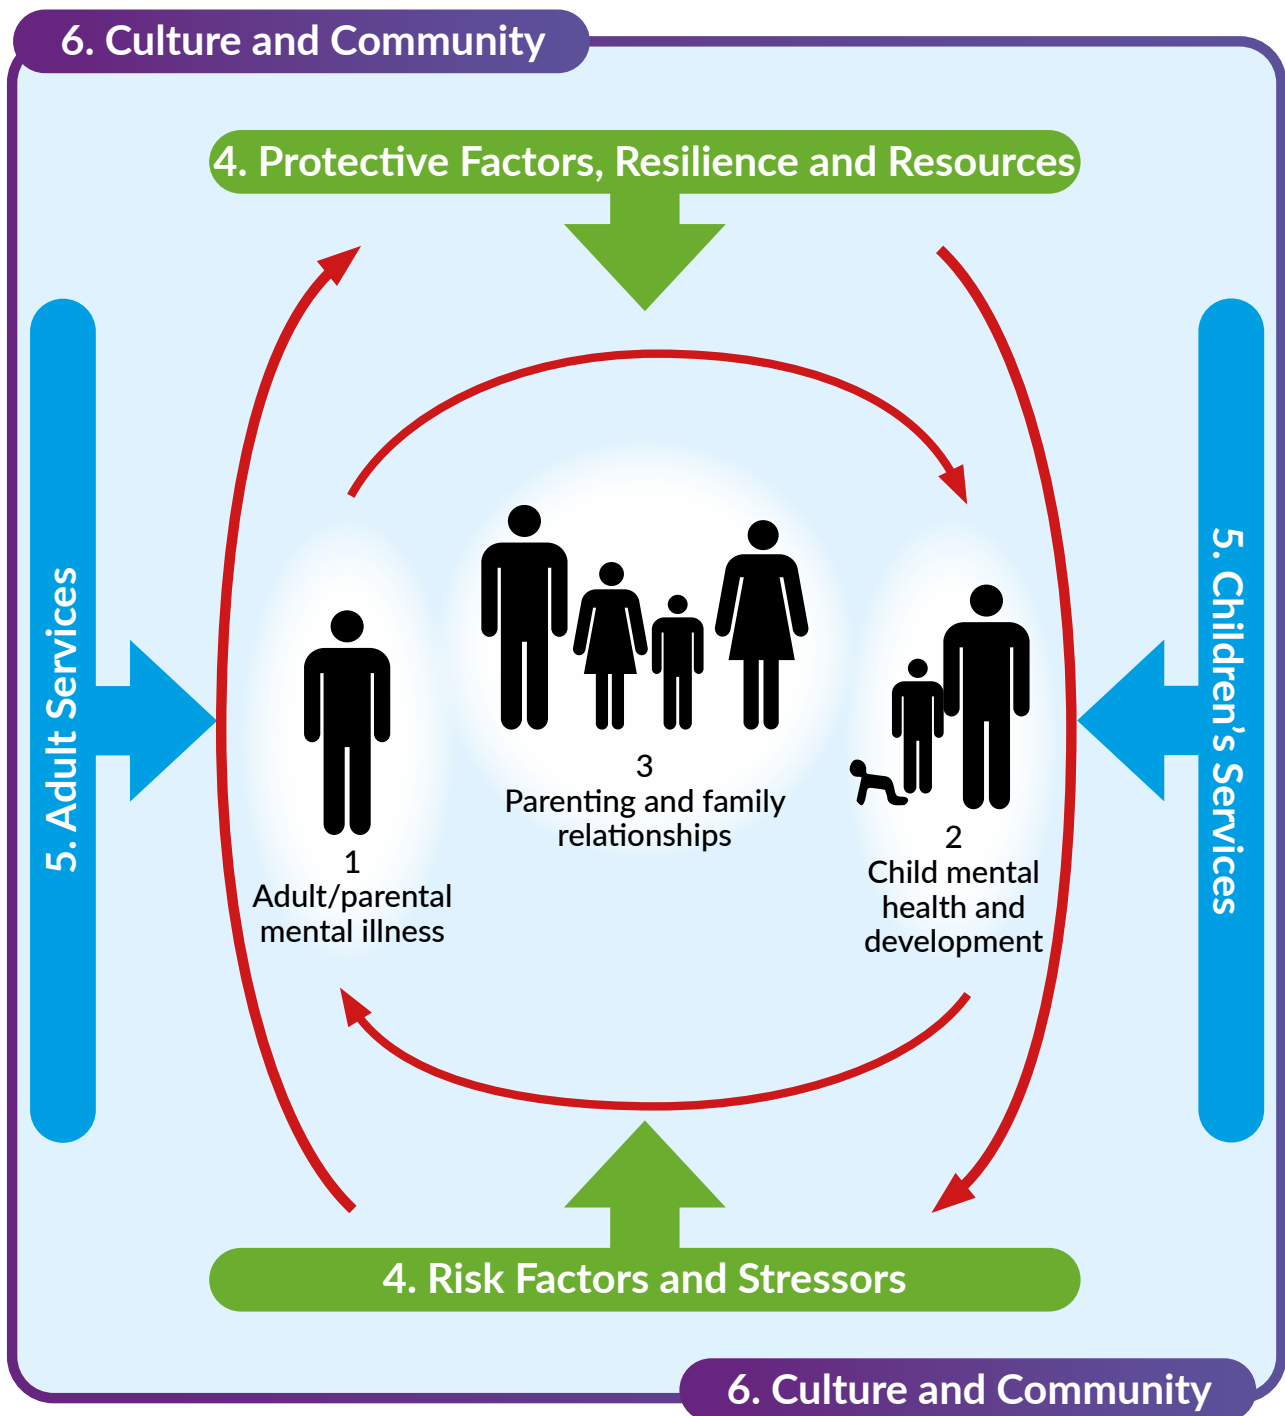 6. Culture and Community
4. Protective Factors, Resilience and Resources
5. Adult Services
5. Children's Services
3
Parenting and family
relationships
1
Adult/parental
mental illness
2
Child mental
health and
development
4. Risk Factors and Stressors
6. Culture and Community